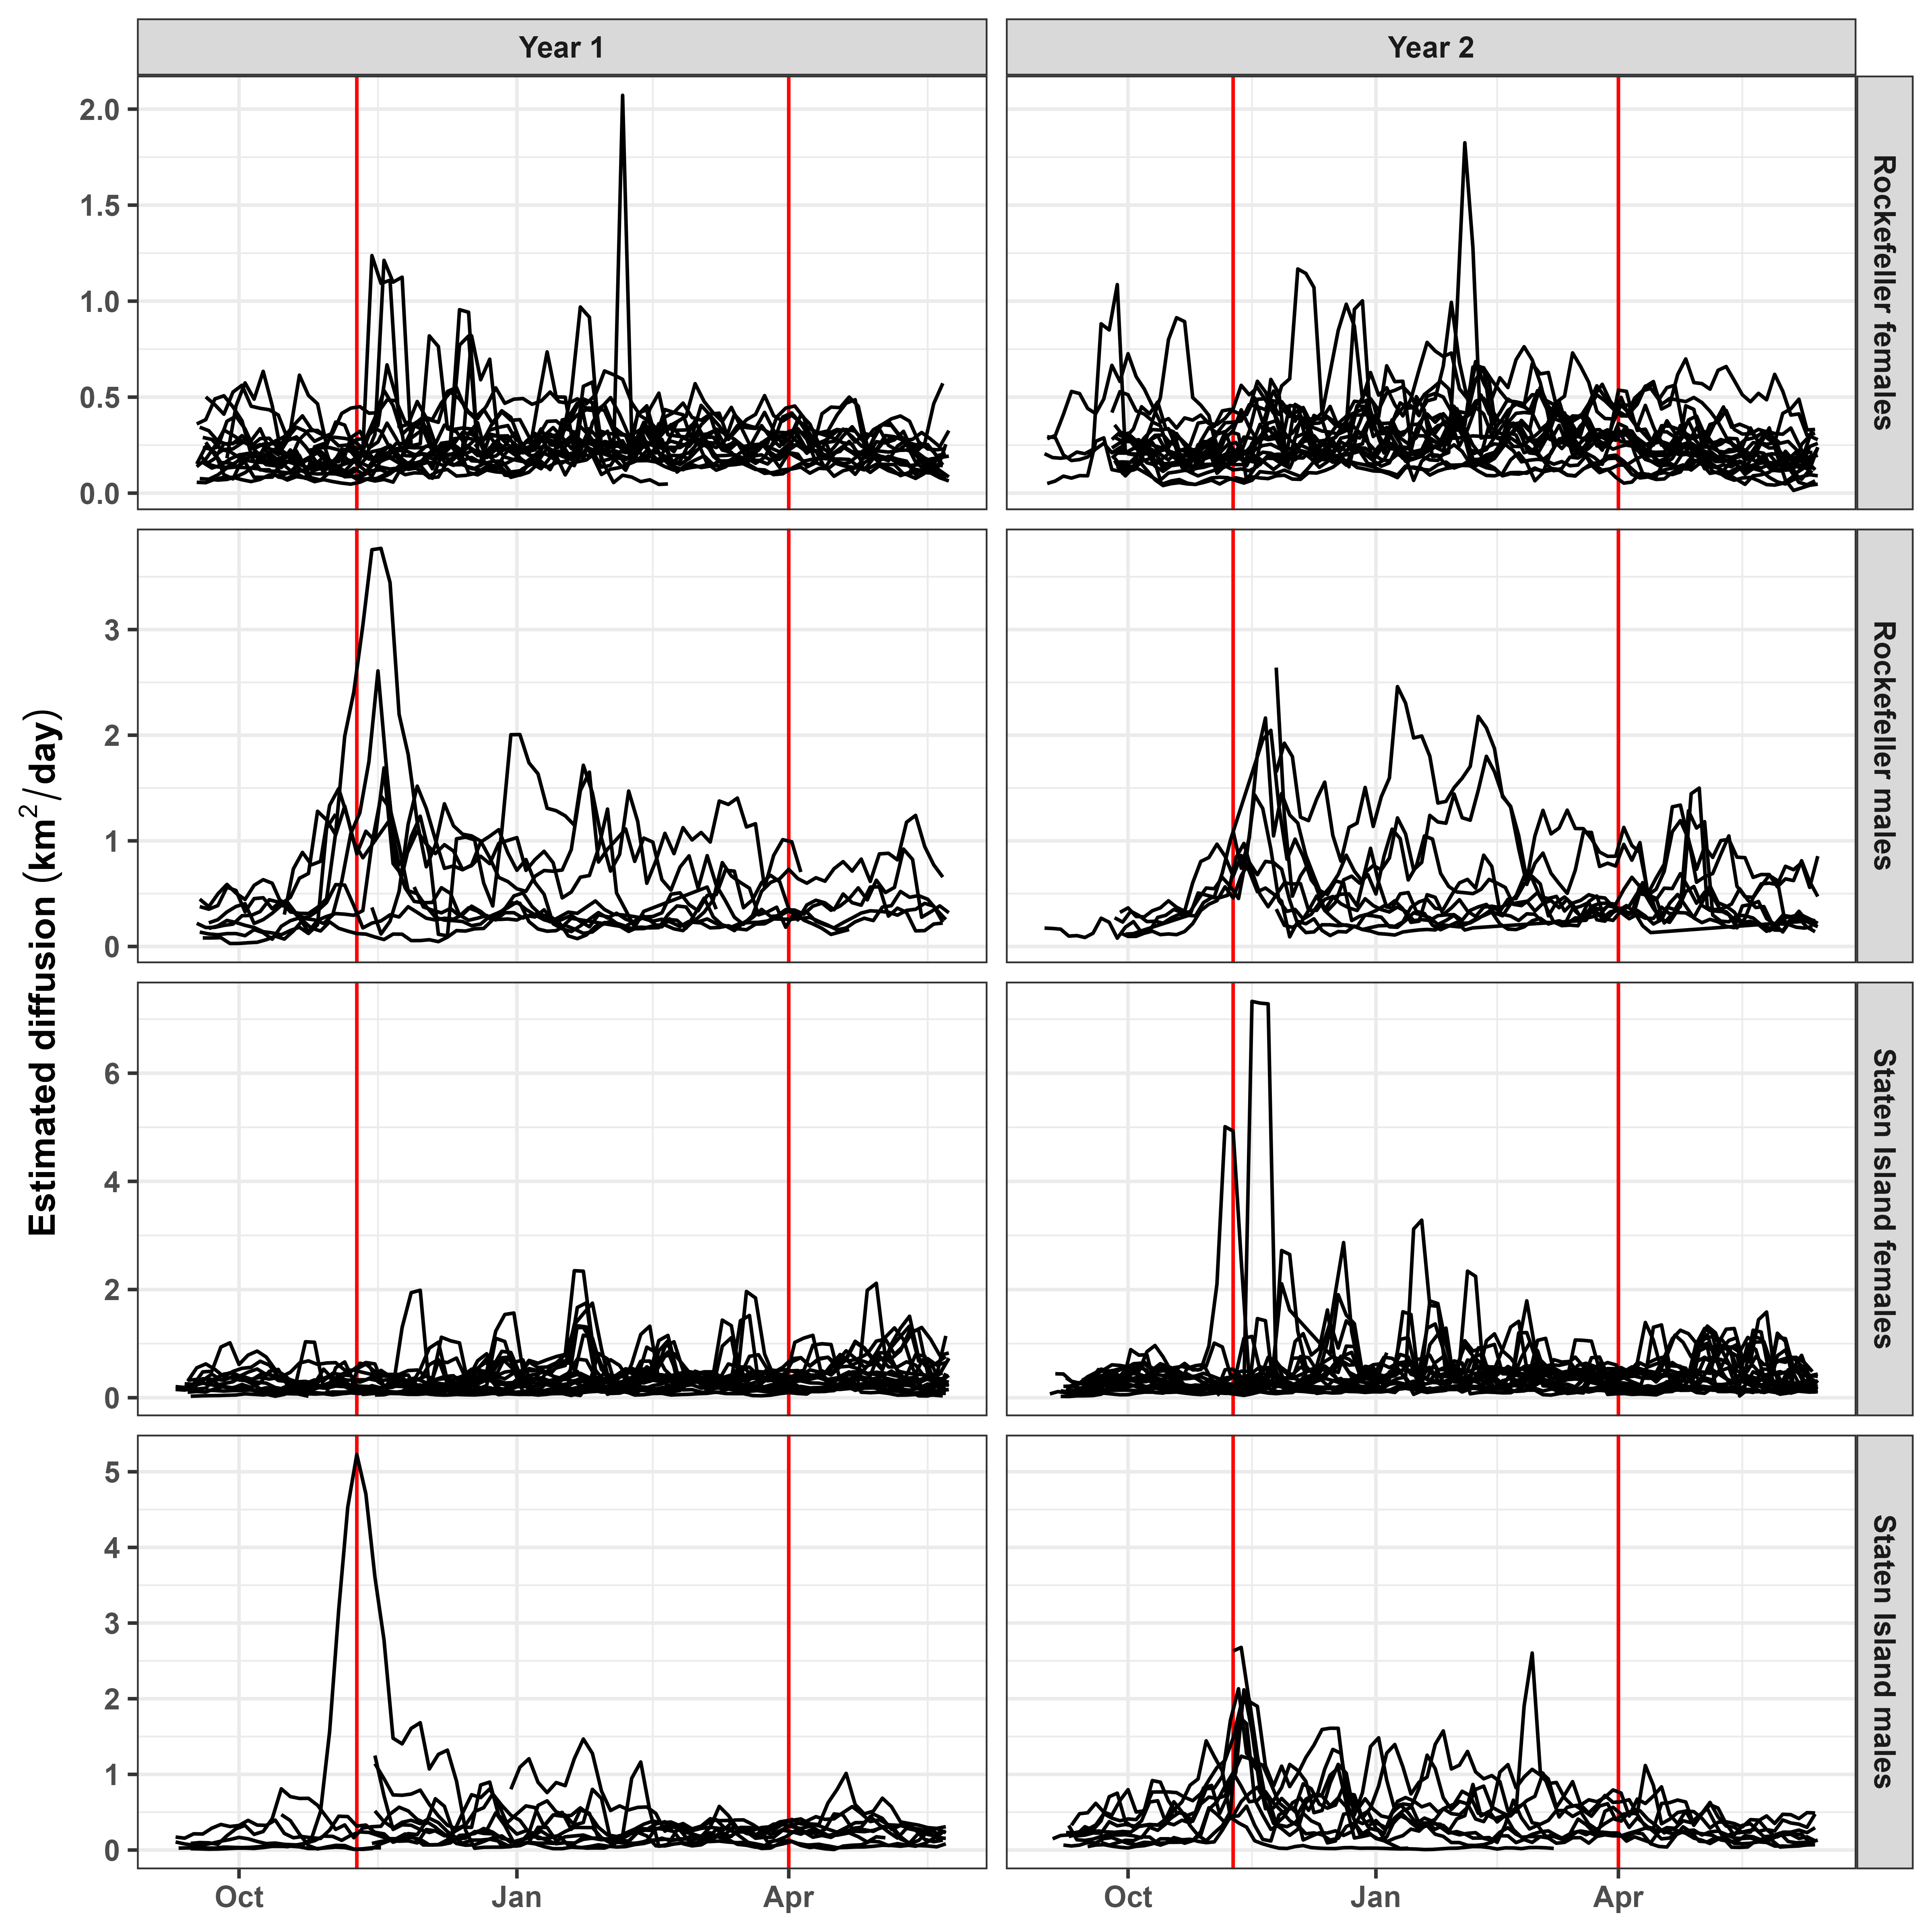 Year 1
Year 2
Estimated diffusion (km²/day)
2.0
1.5
1.0
0.5
0.0
Rockefeller females
3
2
1
0
Rockefeller males
6
4
2
0
Staten Island females
5
4
3
2
1
0
Staten Island males
Oct
Jan
Apr
Oct
Jan
Apr